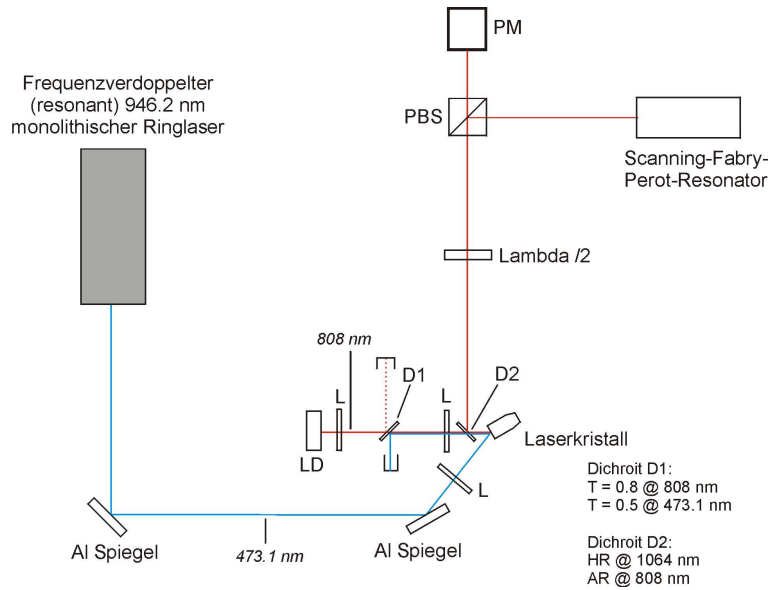 PM
Frequenzverdoppelter
(resonant) 946.2 nm
monolithischer Ringlaser
PBS
Scanning-Fabry-
Perot-Resonator
Lambda /2
808 nm
D1
D2
L
L
LD
Laserkristall
L
Al Spiegel
473.1 nm
Al Spiegel
Dichroit D1:
T = 0.8 @ 808 nm
T = 0.5 @ 473.1 nm
Dichroit D2:
HR @ 1064 nm
AR @ 808 nm